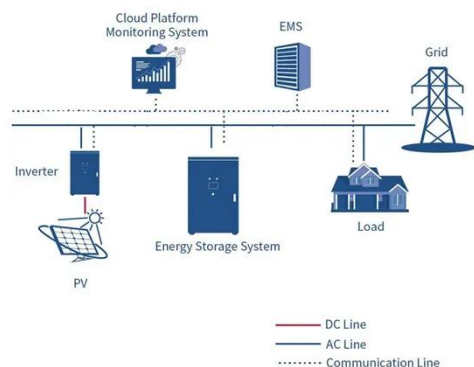 Cloud Platform
Monitoring System
EMS
Grid
Inverter
Energy Storage System
Load
PV
DC Line
AC Line
Communication Line